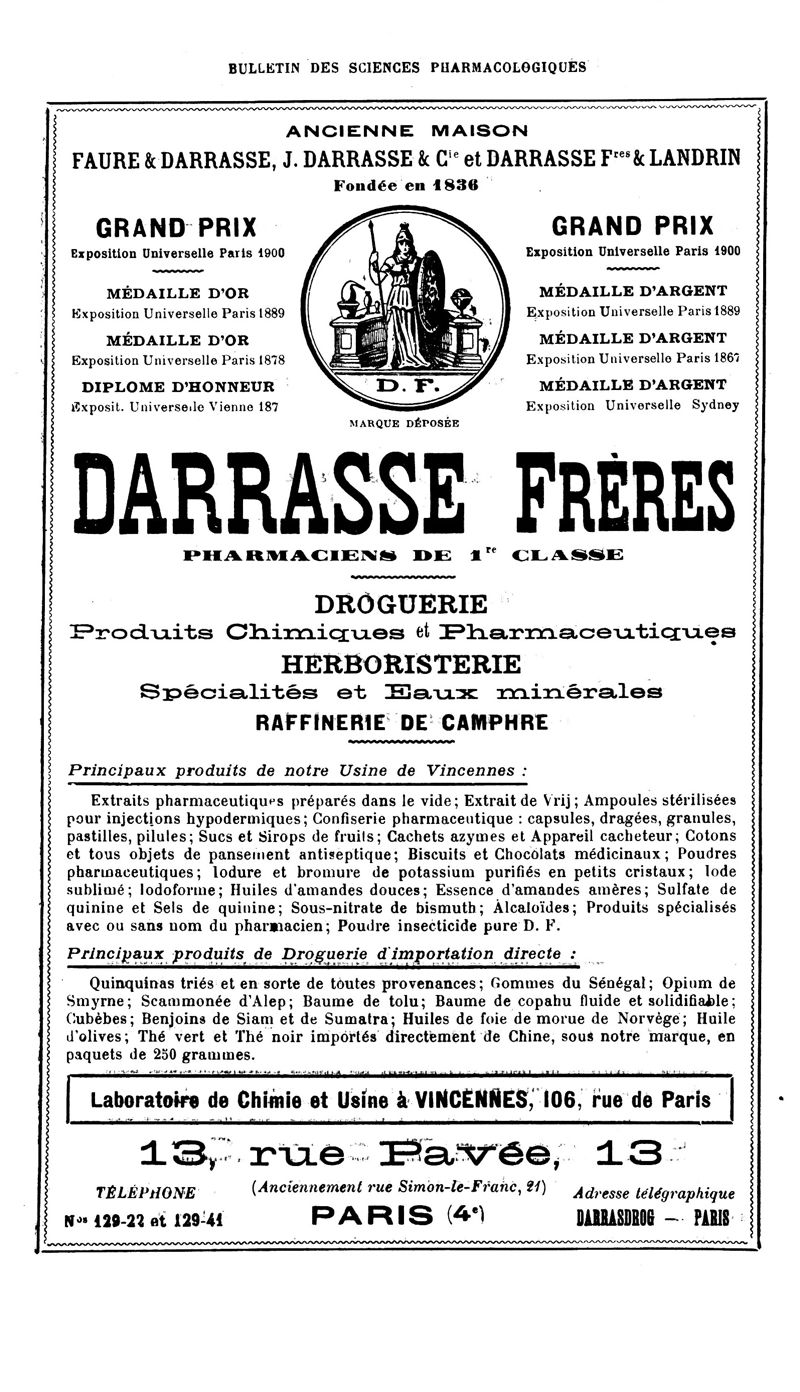 BULLETIN DES SCIENCES PHARMACOLOGIQUES
ANCIENNE MAISON
FAURE & DARRASSE, J. DARRASSE & Cie et DARRASSE Fres & LANDRIN
Fondée en 1836
GRAND PRIX
Exposition Universelle Paris 1900
MÉDAILLE D'OR
Exposition Universelle Paris 1889
MÉDAILLE D'OR
Exposition Universelle Paris 1878
DIPLOME D'HONNEUR
Exposit. Universelle Vienne 187
D. F.
MARQUE DÉPOSÉE
GRAND PRIX
Exposition Universelle Paris 1900
MÉDAILLE D'ARGENT
Exposition Universelle Paris 1889
MÉDAILLE D'ARGENT
Exposition Universelle Paris 1867
MÉDAILLE D'ARGENT
Exposition Universelle Sydney
DARRASSE FRÈRES
PHARMACIENS DE 1re CLASSE
DROGUERIE
Produits Chimiques et Pharmaceutiques
HERBORISTERIE
Spécialités et Eaux minérales
RAFFINERIE DE CAMPHRE
Principaux produits de notre Usine de Vincennes :
Extraits pharmaceutiques préparés dans le vide; Extrait de Vrij; Ampoules stérilisées
pour injections hypodermiques; Confiserie pharmaceutique : capsules, dragées, granules,
pastilles, pilules; Sucs et Sirops de fruits; Cachets azymes et Appareil cacheteur; Cotons
et tous objets de pansement antiseptique; Biscuits et Chocolats médicinaux; Poudres
pharmaceutiques; Iodure et bromure de potassium purifiés en petits cristaux; Iode
sublimé; Iodoforme; Huiles d'amandes douces; Essence d'amandes amères; Sulfate de
quinine et Sels de quinine; Sous-nitrate de bismuth; Alcaloïdes; Produits spécialisés
avec ou sans nom du pharmacien; Poudre insecticide pure D. F.
Principaux produits de Droguerie d'importation directe :
Quinquinas triés et en sorte de toutes provenances; Gommes du Sénégal; Opium de
Smyrne; Scammonée d'Alep; Baume de tolu; Baume de copahu fluide et solidifiable;
Cubèbes; Benjoins de Siam et de Sumatra; Huiles de foie de morue de Norvège; Huile
d'olives; Thé vert et Thé noir importés directement de Chine, sous notre marque, en
paquets de 250 grammes.
Laboratoire de Chimie et Usine à VINCENNES, 106, rue de Paris
13, rue Pavée, 13
(Anciennement rue Simon-le-Franc, 21)
PARIS (4e)
TÉLÉPHONE
Nos 129-22 et 129-41
Adresse télégraphique
DARRASDROG — PARIS